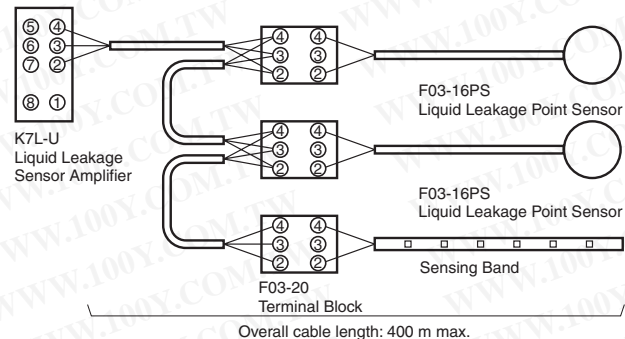 ⑤ ④
⑥ ③
⑦ ②
⑧ ①
K7L-U
Liquid Leakage
Sensor Amplifier
④ ④
③ ③
② ②
F03-16PS
Liquid Leakage Point Sensor
④ ④
③ ③
② ②
F03-16PS
Liquid Leakage Point Sensor
④ ④
③ ③
② ②
F03-20
Terminal Block
Sensing Band
Overall cable length: 400 m max.
WWW.100Y.COM.TW